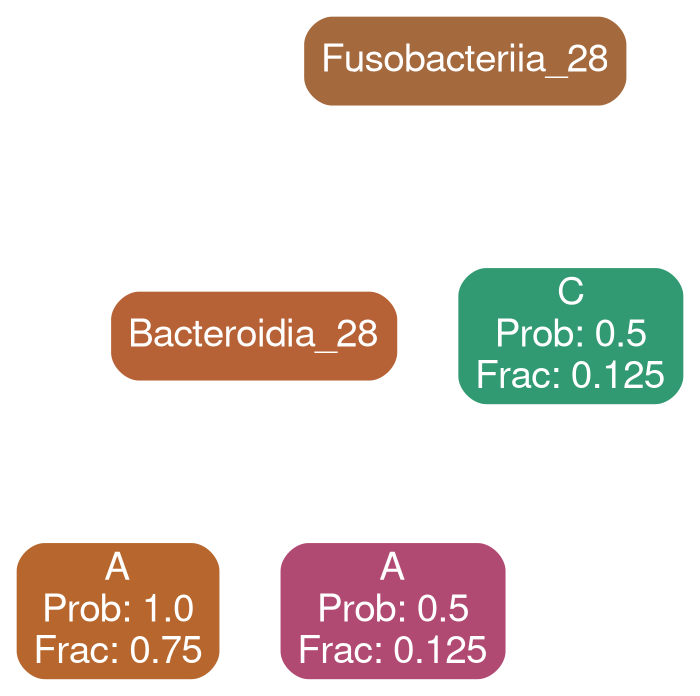 Fusobacteriia_28
Bacteroidia_28
C
Prob: 0.5
Frac: 0.125
A
Prob: 1.0
Frac: 0.75
A
Prob: 0.5
Frac: 0.125